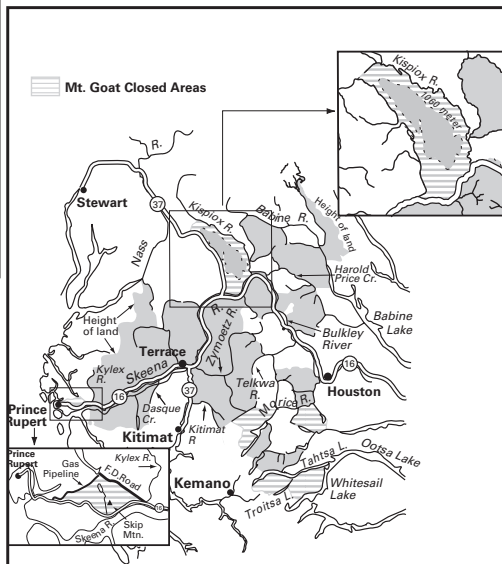 Mt. Goat Closed Areas
Kispiox R.
1060 meter
R.
Stewart
37
Nass
Kispiox R.
Babine R.
Height of
land
Harold
Price Cr.
Height
of land
Babine
Lake
Bulkley
River
R.
Zymoetz R.
Kylex
R.
Terrace
Skeena
16
37
Telkwa
R.
16
Houston
Prince
Rupert
Dasque
Cr.
Kitimat
R
Morice R.
Kitimat
Kemano
Tahtsa L.
Ootsa Lake
Troitsa L.
Whitesail
Lake
Prince
Rupert
Kylex R.
Gas
Pipeline
F.D.Road
16
Skeena R.
Skip
Mtn.